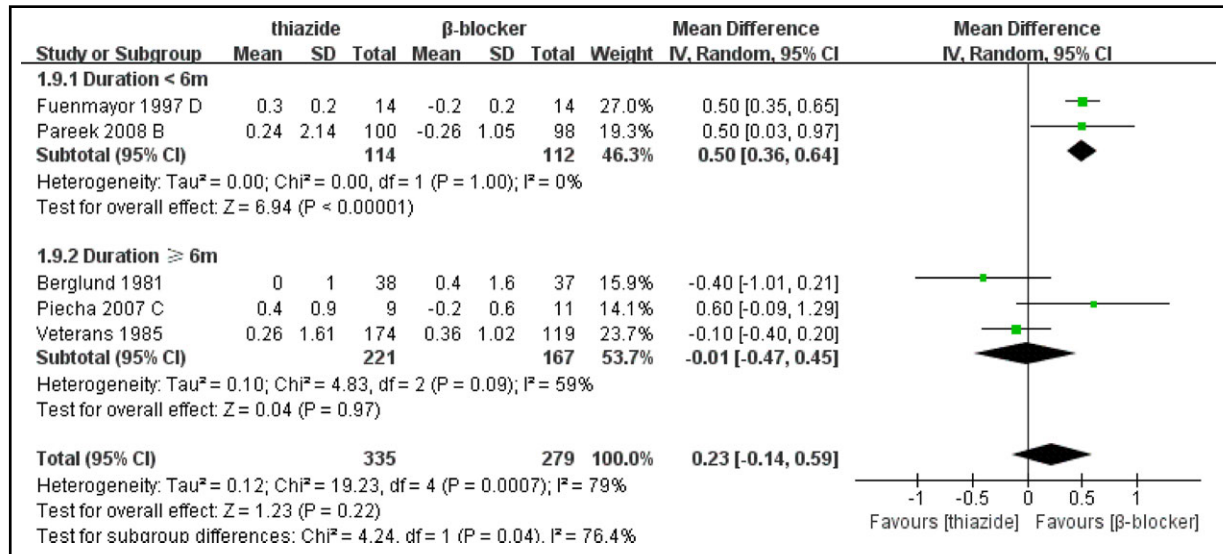 thiazide β-blocker Mean Difference Mean Difference
Study or Subgroup Mean SD Total Mean SD Total Weight IV, Random, 95% CI IV, Random, 95% CI
1.9.1 Duration < 6m
Fuenmayor 1997 D 0.3 0.2 14 -0.2 0.2 14 27.0% 0.50 [0.35, 0.65]
Pareek 2008 B 0.24 2.14 100 -0.26 1.05 98 19.3% 0.50 [0.03, 0.97]
Subtotal (95% CI) 114 112 46.3% 0.50 [0.36, 0.64]
Heterogeneity: Tau² = 0.00; Chi² = 0.00, df = 1 (P = 1.00); I² = 0%
Test for overall effect: Z = 6.94 (P < 0.00001)
1.9.2 Duration ≥ 6m
Berglund 1981 0 1 38 0.4 1.6 37 15.9% -0.40 [-1.01, 0.21]
Piecha 2007 C 0.4 0.9 9 -0.2 0.6 11 14.1% 0.60 [-0.09, 1.29]
Veterans 1985 0.26 1.61 174 0.36 1.02 119 23.7% -0.10 [-0.40, 0.20]
Subtotal (95% CI) 221 167 53.7% -0.01 [-0.47, 0.45]
Heterogeneity: Tau² = 0.10; Chi² = 4.83, df = 2 (P = 0.09); I² = 59%
Test for overall effect: Z = 0.04 (P = 0.97)
Total (95% CI) 335 279 100.0% 0.23 [-0.14, 0.59]
Heterogeneity: Tau² = 0.12; Chi² = 19.23, df = 4 (P = 0.0007); I² = 79%
Test for overall effect: Z = 1.23 (P = 0.22)
Test for subgroup differences: Chi² = 4.24, df = 1 (P = 0.04), I² = 76.4%
-1 -0.5 0 0.5 1
Favours [thiazide] Favours [β-blocker]